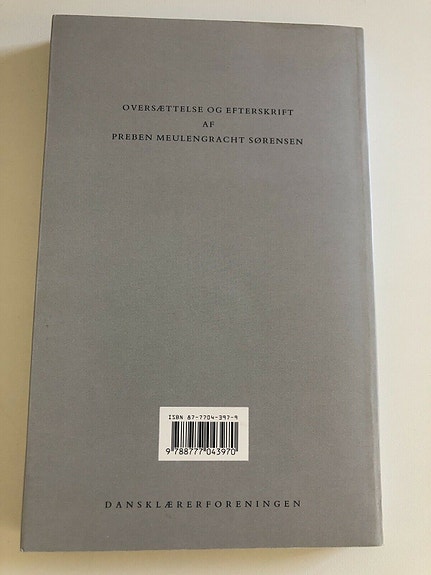 OVERSÆTTELSE OG EFTERSKRIFT
AF
PREBEN MEULENGRACHT SØRENSEN
ISBN 87-7704-397-9
9 788777 043970
DANSKLÆRERFORENINGEN